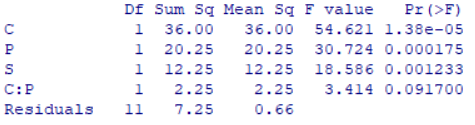 Df Sum Sq Mean Sq F value Pr(>F)
C 1 36.00 36.00 54.621 1.38e-05
P 1 20.25 20.25 30.724 0.000175
S 1 12.25 12.25 18.586 0.001233
C:P 1 2.25 2.25 3.414 0.091700
Residuals 11 7.25 0.66